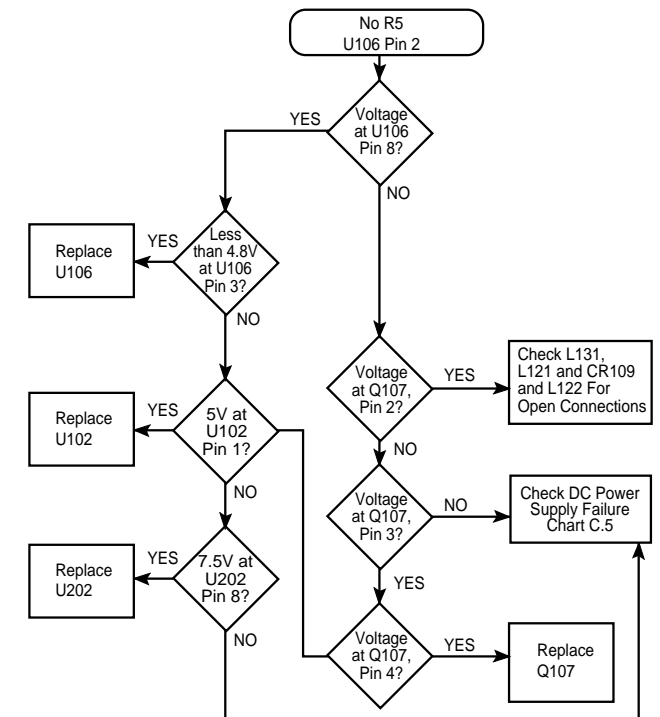 No R5
U106 Pin 2
YES
Voltage
at U106
Pin 8?
NO
Replace
U106
YES
Less
than 4.8V
at U106
Pin 3?
NO
Voltage
at Q107,
Pin 2?
YES
Check L131,
L121 and CR109
and L122 For
Open Connections
NO
Replace
U102
YES
5V at
U102
Pin 1?
NO
Voltage
at Q107,
Pin 3?
NO
Check DC Power
Supply Failure
Chart C.5
YES
Replace
U202
YES
7.5V at
U202
Pin 8?
NO
Voltage
at Q107,
Pin 4?
YES
Replace
Q107